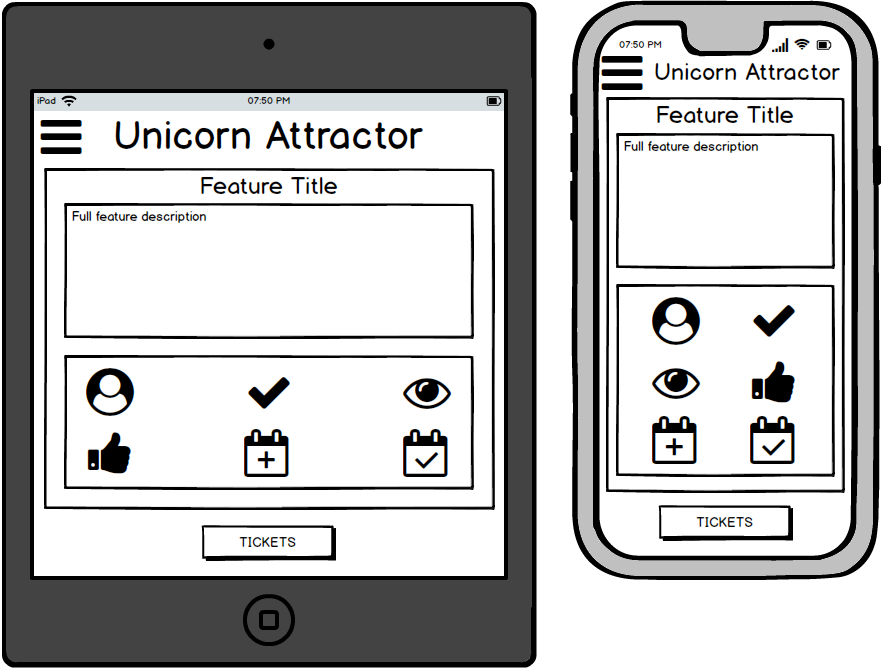 iPad 07:50 PM
Unicorn Attractor
Feature Title
Full feature description
TICKETS
07:50 PM
Unicorn Attractor
Feature Title
Full feature description
TICKETS